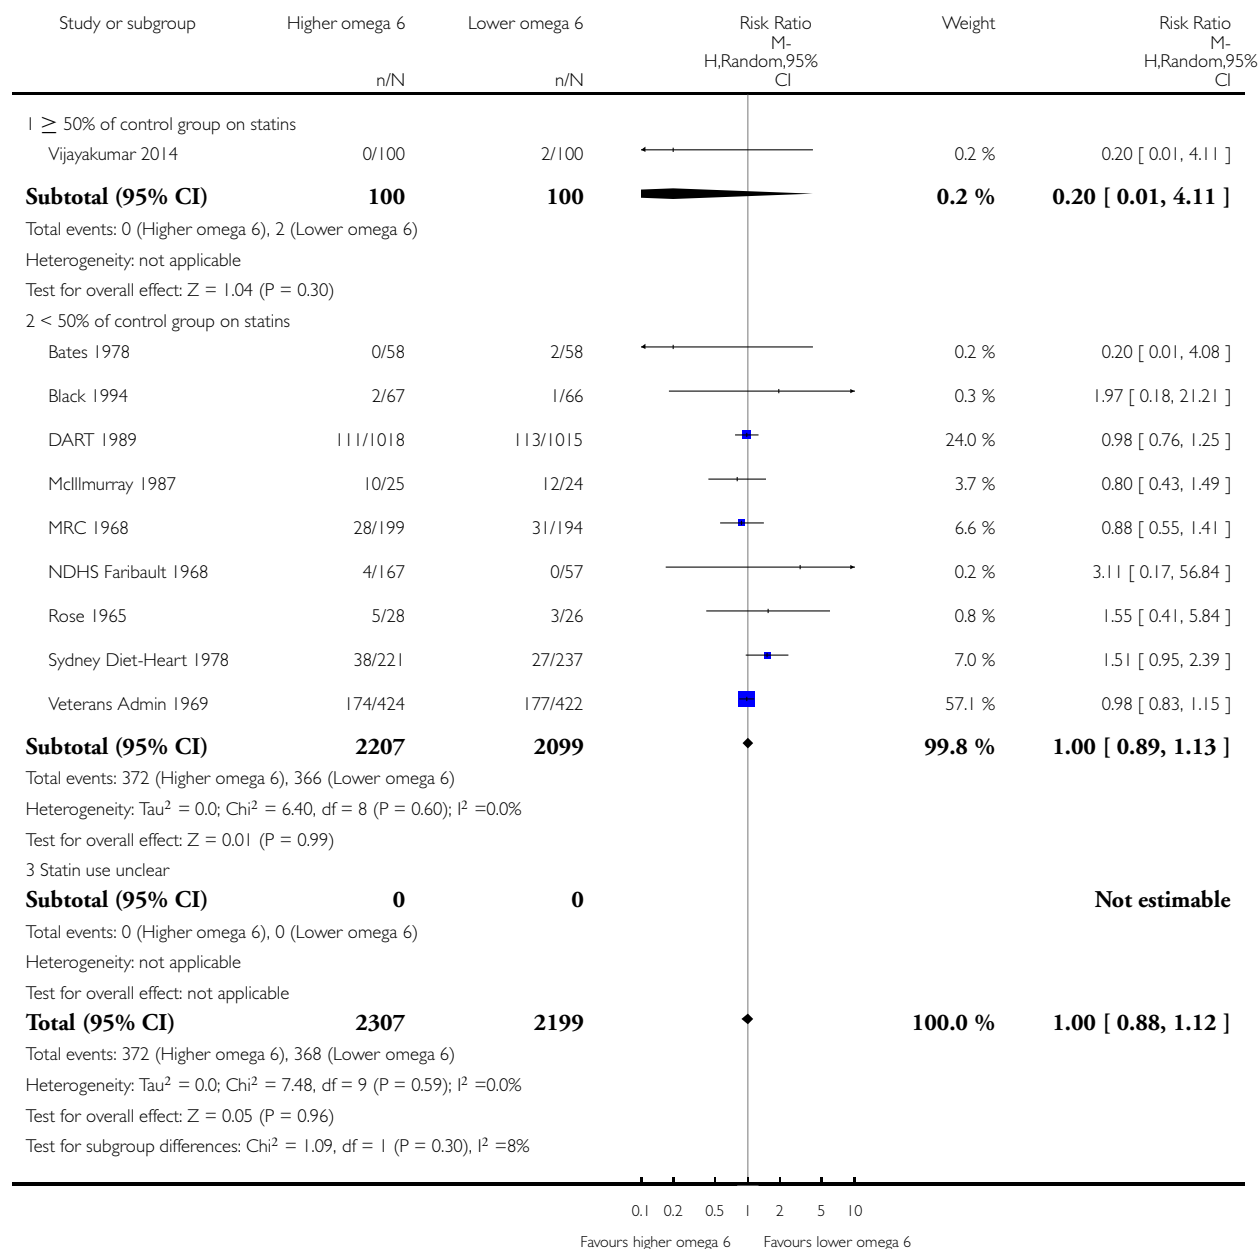 Study or subgroup Higher omega 6 Lower omega 6 Risk Ratio Weight Risk Ratio
M- M-
H,Random,95% H,Random,95%
n/N n/N CI CI
1 ≥ 50% of control group on statins
Vijayakumar 2014 0/100 2/100 0.2 % 0.20 [ 0.01, 4.11 ]
Subtotal (95% CI) 100 100 0.2 % 0.20 [ 0.01, 4.11 ]
Total events: 0 (Higher omega 6), 2 (Lower omega 6)
Heterogeneity: not applicable
Test for overall effect: Z = 1.04 (P = 0.30)
2 < 50% of control group on statins
Bates 1978 0/58 2/58 0.2 % 0.20 [ 0.01, 4.08 ]
Black 1994 2/67 1/66 0.3 % 1.97 [ 0.18, 21.21 ]
DART 1989 111/1018 113/1015 24.0 % 0.98 [ 0.76, 1.25 ]
McIllmurray 1987 10/25 12/24 3.7 % 0.80 [ 0.43, 1.49 ]
MRC 1968 28/199 31/194 6.6 % 0.88 [ 0.55, 1.41 ]
NDHS Faribault 1968 4/167 0/57 0.2 % 3.11 [ 0.17, 56.84 ]
Rose 1965 5/28 3/26 0.8 % 1.55 [ 0.41, 5.84 ]
Sydney Diet-Heart 1978 38/221 27/237 7.0 % 1.51 [ 0.95, 2.39 ]
Veterans Admin 1969 174/424 177/422 57.1 % 0.98 [ 0.83, 1.15 ]
Subtotal (95% CI) 2207 2099 99.8 % 1.00 [ 0.89, 1.13 ]
Total events: 372 (Higher omega 6), 366 (Lower omega 6)
Heterogeneity: Tau² = 0.0; Chi² = 6.40, df = 8 (P = 0.60); I² =0.0%
Test for overall effect: Z = 0.01 (P = 0.99)
3 Statin use unclear
Subtotal (95% CI) 0 0 Not estimable
Total events: 0 (Higher omega 6), 0 (Lower omega 6)
Heterogeneity: not applicable
Test for overall effect: not applicable
Total (95% CI) 2307 2199 100.0 % 1.00 [ 0.88, 1.12 ]
Total events: 372 (Higher omega 6), 368 (Lower omega 6)
Heterogeneity: Tau² = 0.0; Chi² = 7.48, df = 9 (P = 0.59); I² =0.0%
Test for overall effect: Z = 0.05 (P = 0.96)
Test for subgroup differences: Chi² = 1.09, df = 1 (P = 0.30), I² =8%
0.1 0.2 0.5 1 2 5 10
Favours higher omega 6 Favours lower omega 6